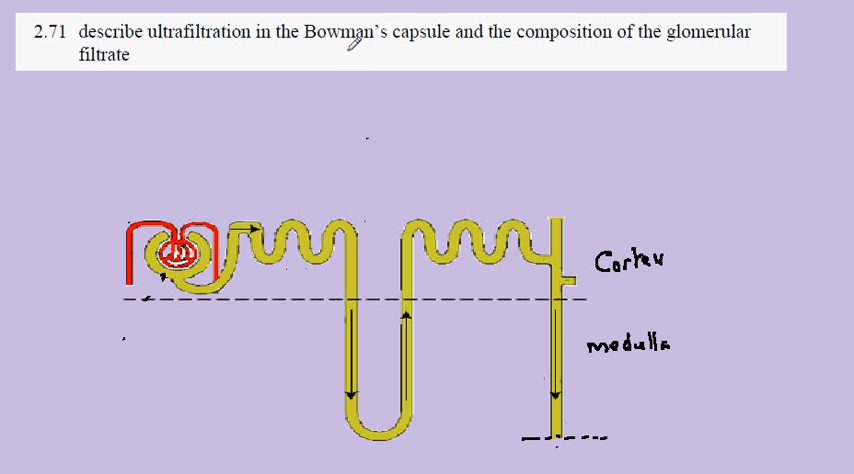 2.71 describe ultrafiltration in the Bowman’s capsule and the composition of the glomerular
filtrate
Cortex
medulla